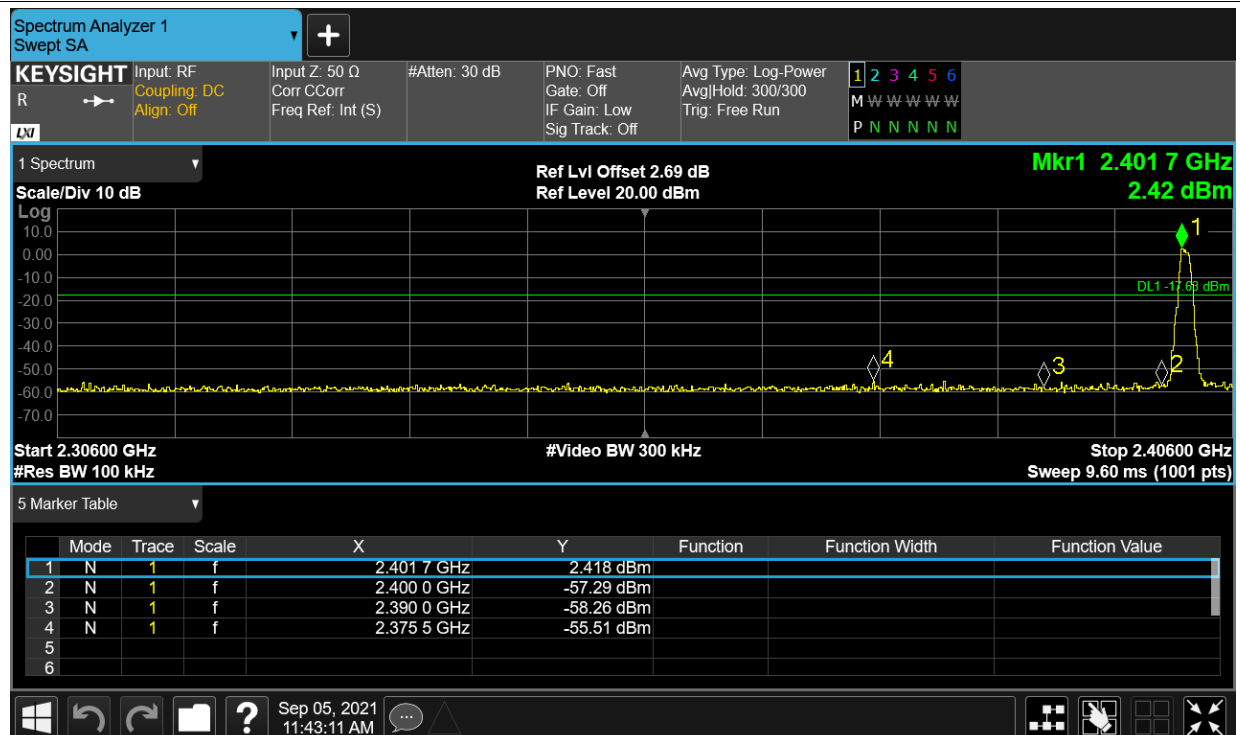 Spectrum Analyzer 1
Swept SA
+
KEYSIGHT
R
LXI
Input: RF
Coupling: DC
Align: Off
Input Z: 50 Ω
Corr CCorr
Freq Ref: Int (S)
#Atten: 30 dB
PNO: Fast
Gate: Off
IF Gain: Low
Sig Track: Off
Avg Type: Log-Power
Avg|Hold: 300/300
Trig: Free Run
1 2 3 4 5 6
M W W W W W
P N N N N N
1 Spectrum
Scale/Div 10 dB
Ref Lvl Offset 2.69 dB
Ref Level 20.00 dBm
Mkr1 2.401 7 GHz
2.42 dBm
Log
10.0
0.00
-10.0
-20.0
-30.0
-40.0
-50.0
-60.0
-70.0
1
DL1 -17.63 dBm
4
3
2
Start 2.30600 GHz
#Res BW 100 kHz
#Video BW 300 kHz
Stop 2.40600 GHz
Sweep 9.60 ms (1001 pts)
5 Marker Table
Mode Trace Scale X Y Function Function Width Function Value
1 N 1 f 2.401 7 GHz 2.418 dBm
2 N 1 f 2.400 0 GHz -57.29 dBm
3 N 1 f 2.390 0 GHz -58.26 dBm
4 N 1 f 2.375 5 GHz -55.51 dBm
5
6
?
Sep 05, 2021
11:43:11 AM